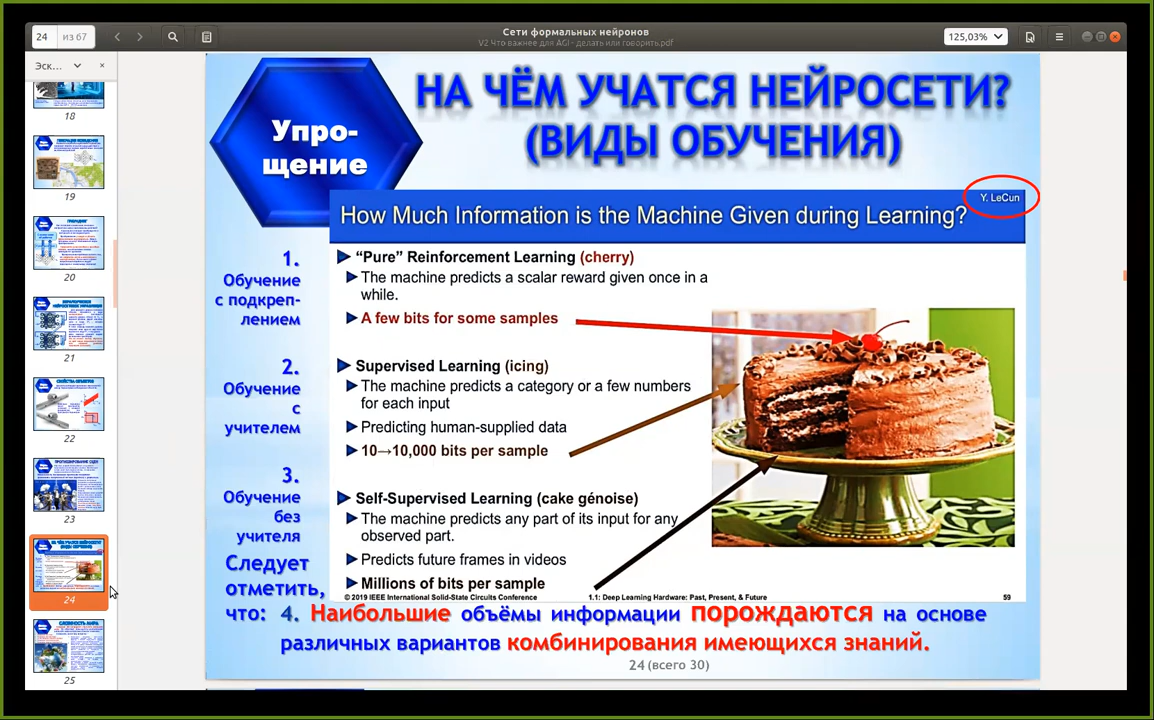 24 из 67
Сети формальных нейронов
V2 Что важнее для AGI - делать или говорить.pdf
125,03%
Эск...
18
19
20
21
22
23
24
25
Упро-
щение
НА ЧЁМ УЧАТСЯ НЕЙРОСЕТИ?
(ВИДЫ ОБУЧЕНИЯ)
Y. LeCun
How Much Information is the Machine Given during Learning?
1.
Обучение
с подкреп-
лением
"Pure" Reinforcement Learning (cherry)
The machine predicts a scalar reward given once in a
while.
A few bits for some samples
2.
Обучение
с
учителем
Supervised Learning (icing)
The machine predicts a category or a few numbers
for each input
Predicting human-supplied data
10→10,000 bits per sample
3.
Обучение
без
учителя
Self-Supervised Learning (cake génoise)
The machine predicts any part of its input for any
observed part.
Predicts future frames in videos
Millions of bits per sample
© 2019 IEEE International Solid-State Circuits Conference 1.1: Deep Learning Hardware: Past, Present, & Future 59
Следует
отметить,
что: 4. Наибольшие объёмы информации порождаются на основе
различных вариантов комбинирования имеющихся знаний.
24 (всего 30)